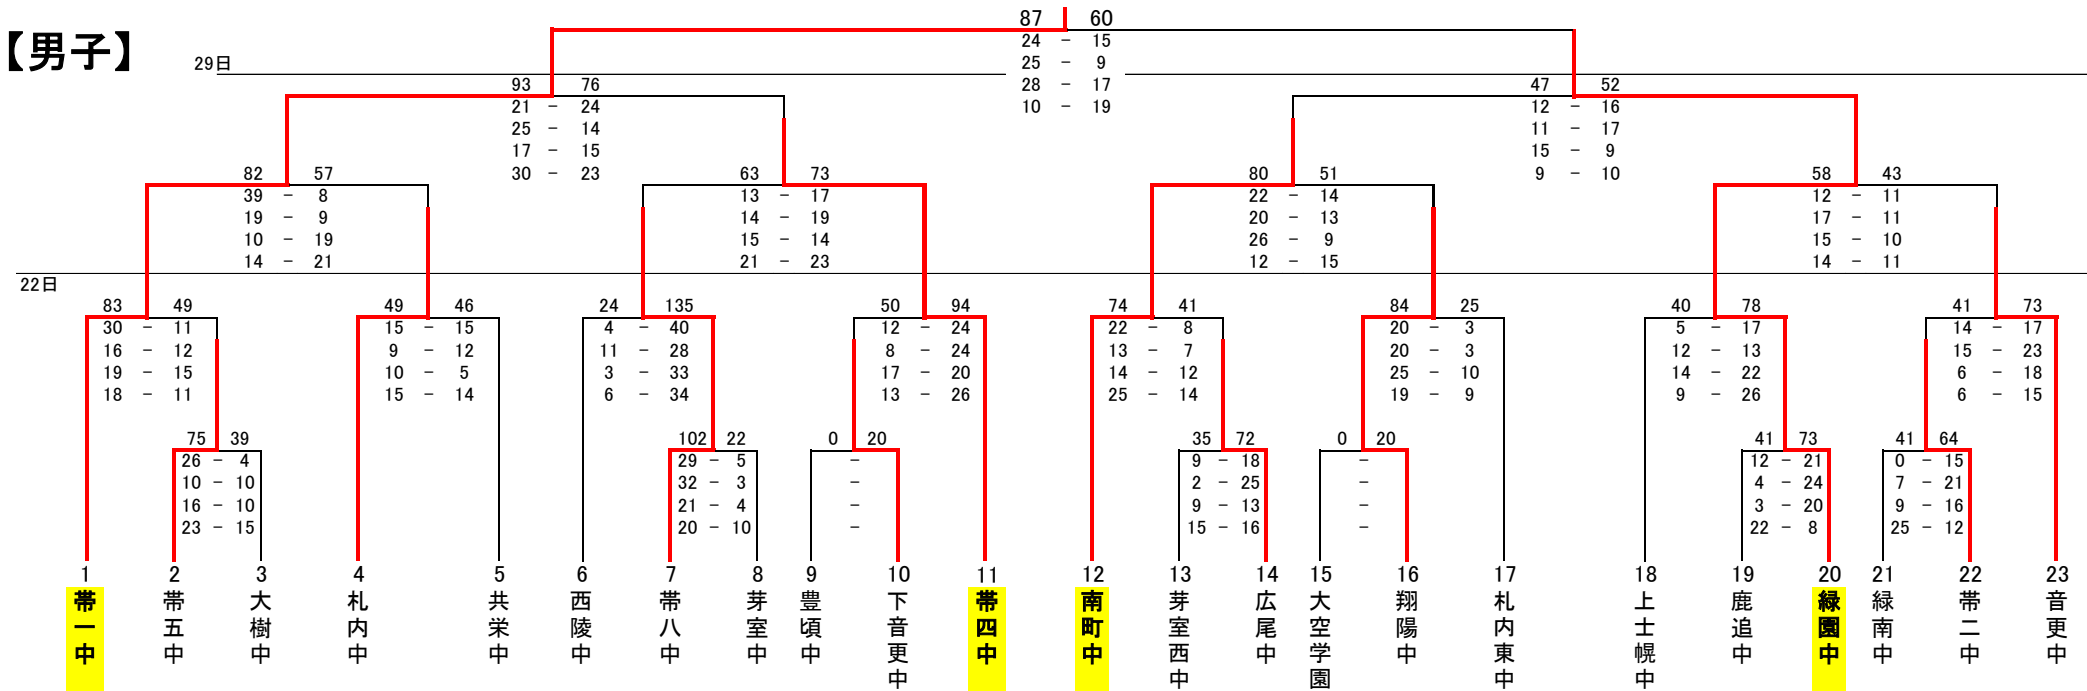 【男子】
29日
87 60
24 - 15
25 - 9
28 - 17
10 - 19
93 76
21 - 24
25 - 14
17 - 15
30 - 23
47 52
12 - 16
11 - 17
15 - 9
9 - 10
82 57
39 - 8
19 - 9
10 - 19
14 - 21
63 73
13 - 17
14 - 19
15 - 14
21 - 23
80 51
22 - 14
20 - 13
26 - 9
12 - 15
58 43
12 - 11
17 - 11
15 - 10
14 - 11
22日
83 49
30 - 11
16 - 12
19 - 15
18 - 11
49 46
15 - 15
9 - 12
10 - 5
15 - 14
24 135
4 - 40
11 - 28
3 - 33
6 - 34
50 94
12 - 24
8 - 24
17 - 20
13 - 26
74 41
22 - 8
13 - 7
14 - 12
25 - 14
84 25
20 - 3
20 - 3
25 - 10
19 - 9
40 78
5 - 17
12 - 13
14 - 22
9 - 26
41 73
14 - 17
15 - 23
6 - 18
6 - 15
75 39
26 - 4
10 - 10
16 - 10
23 - 15
102 22
29 - 5
32 - 3
21 - 4
20 - 10
0 20
-
-
-
-
35 72
9 - 18
2 - 25
9 - 13
15 - 16
0 20
-
-
-
-
41 73
12 - 21
4 - 24
3 - 20
22 - 8
41 64
0 - 15
7 - 21
9 - 16
25 - 12
1 帯一中
2 帯五中
3 大樹中
4 札内中
5 共栄中
6 西陵中
7 帯八中
8 芽室中
9 豊頃中
10 下音更中
11 帯四中
12 南町中
13 芽室西中
14 広尾中
15 大空学園
16 翔陽中
17 札内東中
18 上士幌中
19 鹿追中
20 緑園中
21 緑南中
22 帯二中
23 音更中